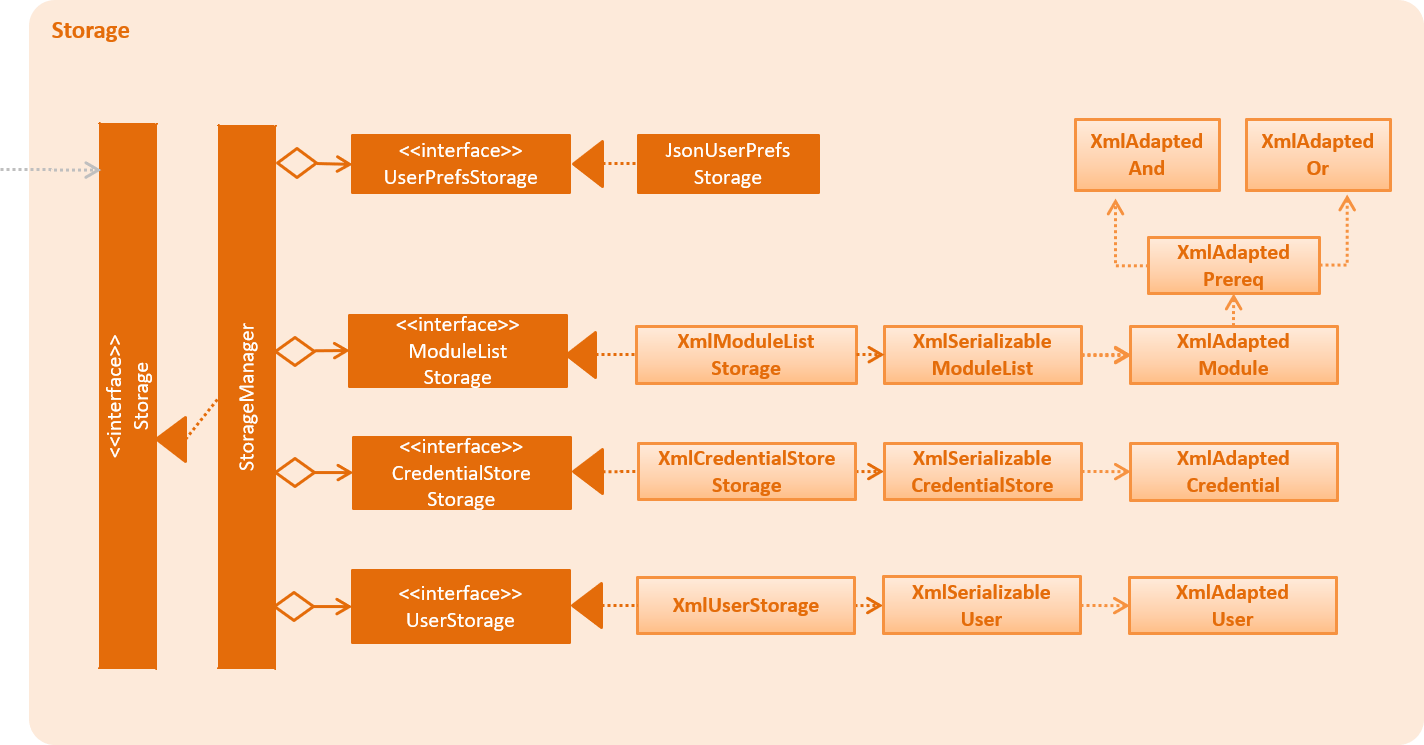 Storage
<<interface>>
Storage
StorageManager
<<interface>>
UserPrefsStorage
JsonUserPrefs
Storage
XmlAdapted
And
XmlAdapted
Or
XmlAdapted
Prereq
<<interface>>
ModuleList
Storage
XmlModuleList
Storage
XmlSerializable
ModuleList
XmlAdapted
Module
<<interface>>
CredentialStore
Storage
XmlCredentialStore
Storage
XmlSerializable
CredentialStore
XmlAdapted
Credential
<<interface>>
UserStorage
XmlUserStorage
XmlSerializable
User
XmlAdapted
User